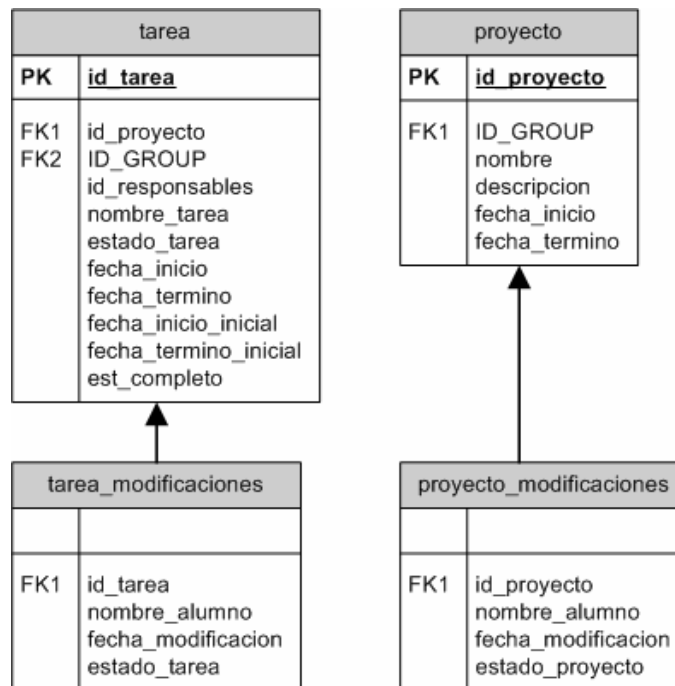 tarea
PK id_tarea
FK1 id_proyecto
FK2 ID_GROUP
id_responsables
nombre_tarea
estado_tarea
fecha_inicio
fecha_termino
fecha_inicio_inicial
fecha_termino_inicial
est_completo
proyecto
PK id_proyecto
FK1 ID_GROUP
nombre
descripcion
fecha_inicio
fecha_termino
tarea_modificaciones
FK1 id_tarea
nombre_alumno
fecha_modificacion
estado_tarea
proyecto_modificaciones
FK1 id_proyecto
nombre_alumno
fecha_modificacion
estado_proyecto